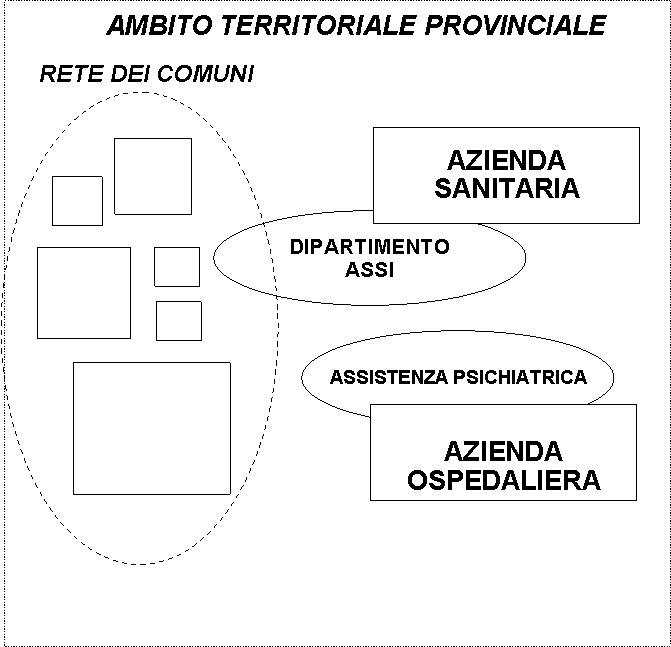 AMBITO TERRITORIALE PROVINCIALE
RETE DEI COMUNI
AZIENDA
SANITARIA
DIPARTIMENTO
ASSI
ASSISTENZA PSICHIATRICA
AZIENDA
OSPEDALIERA